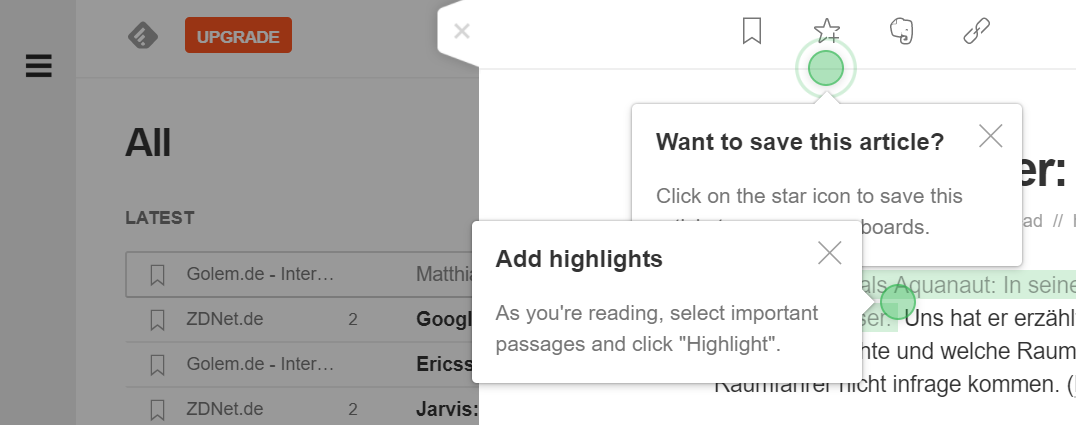 UPGRADE
All
LATEST
Golem.de - Inter… Matthia
ZDNet.de 2 Googl
Golem.de - Inter… Ericss
ZDNet.de 2 Jarvis:
er:
ad //
Want to save this article?
Click on the star icon to save this
boards.
Add highlights
As you're reading, select important
passages and click "Highlight".
als Aquanaut: In seine
ser. Uns hat er erzählt
nte und welche Raum
Raumfahrer nicht infrage kommen. (